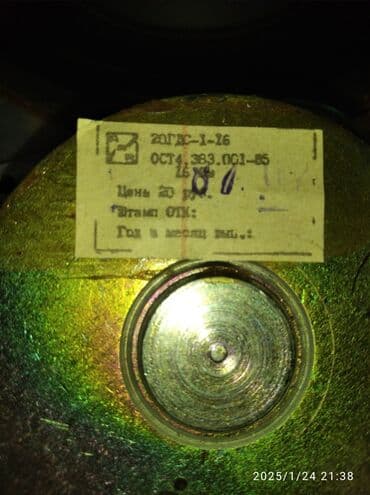 20ГДС-1-16
ОСТ4.383.001-85
16 Ом
Цена 20 руб.
Штамп ОТК:
Год и месяц вып.:
2025/1/24 21:38